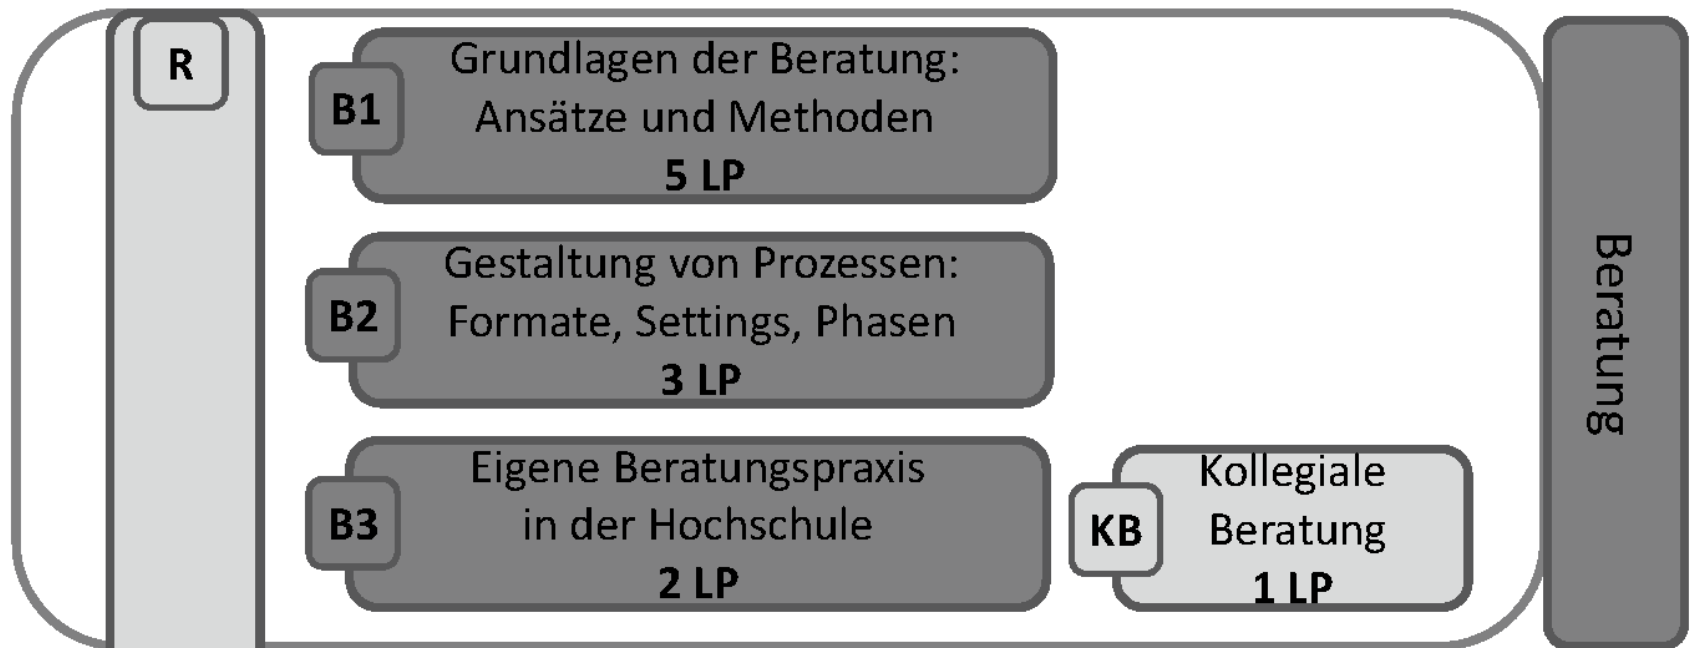 R
B1
Grundlagen der Beratung:
Ansätze und Methoden
5 LP
B2
Gestaltung von Prozessen:
Formate, Settings, Phasen
3 LP
B3
Eigene Beratungspraxis
in der Hochschule
2 LP
KB
Kollegiale
Beratung
1 LP
Beratung